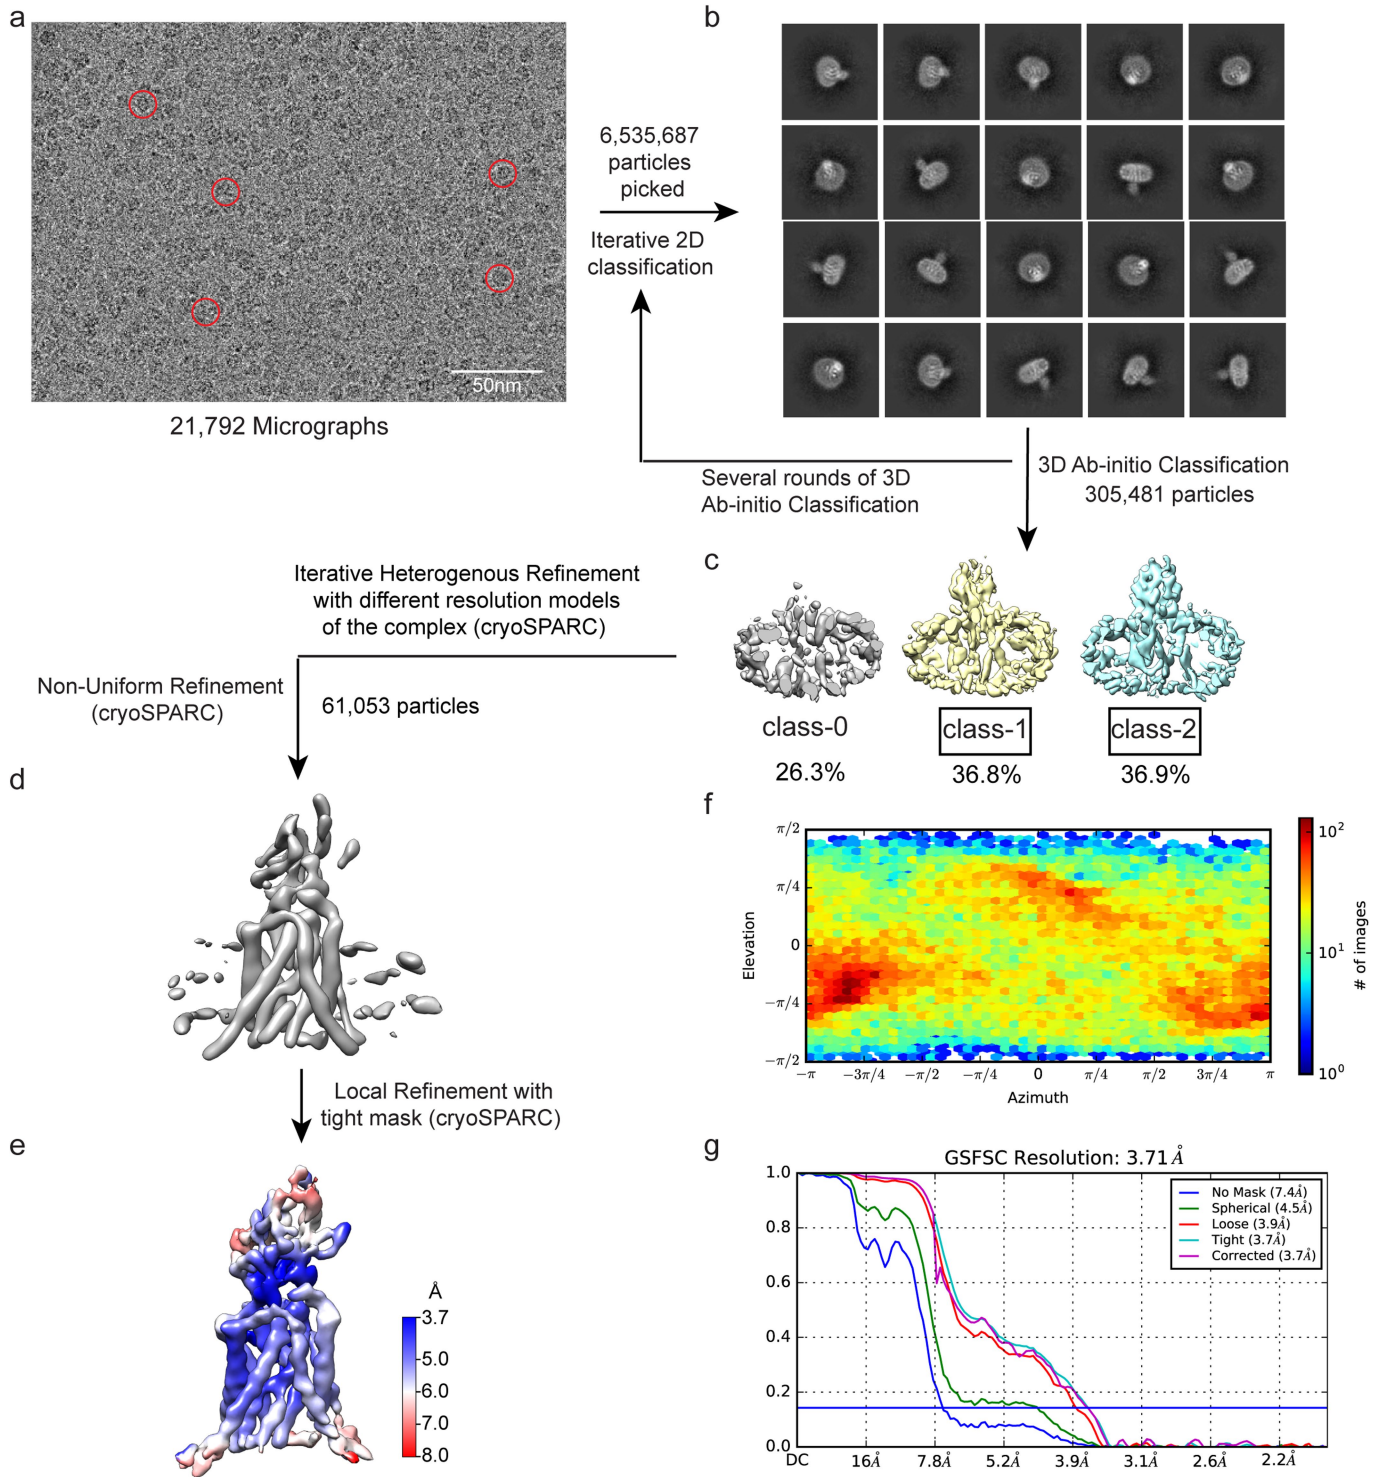 a
50nm
21,792 Micrographs
6,535,687
particles
picked
Iterative 2D
classification
b
Several rounds of 3D
Ab-initio Classification
3D Ab-initio Classification
305,481 particles
c
class-0
class-1
class-2
26.3%
36.8%
36.9%
Iterative Heterogenous Refinement
with different resolution models
of the complex (cryoSPARC)
Non-Uniform Refinement
(cryoSPARC)
61,053 particles
d
Local Refinement with
tight mask (cryoSPARC)
e
Å
3.7
5.0
6.0
7.0
8.0
f
π/2
π/4
0
−π/4
−π/2
Elevation
−π −3π/4 −π/2 −π/4 0 π/4 π/2 3π/4 π
Azimuth
10²
10¹
10⁰
# of images
g
GSFSC Resolution: 3.71Å
No Mask (7.4Å)
Spherical (4.5Å)
Loose (3.9Å)
Tight (3.7Å)
Corrected (3.7Å)
1.0
0.8
0.6
0.4
0.2
0.0
DC 16Å 7.8Å 5.2Å 3.9Å 3.1Å 2.6Å 2.2Å